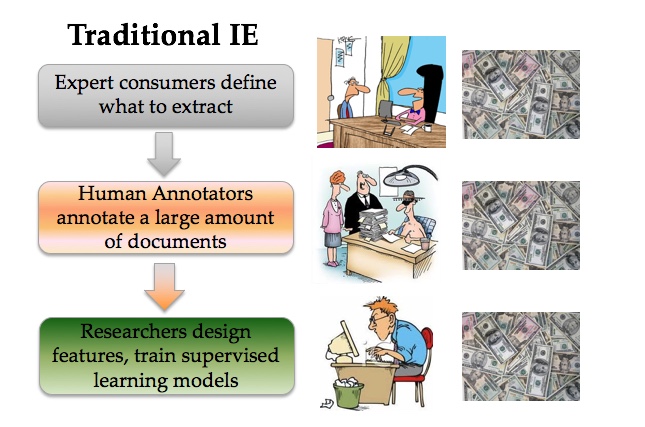 Traditional IE
Expert consumers define
what to extract
Human Annotators
annotate a large amount
of documents
Researchers design
features, train supervised
learning models